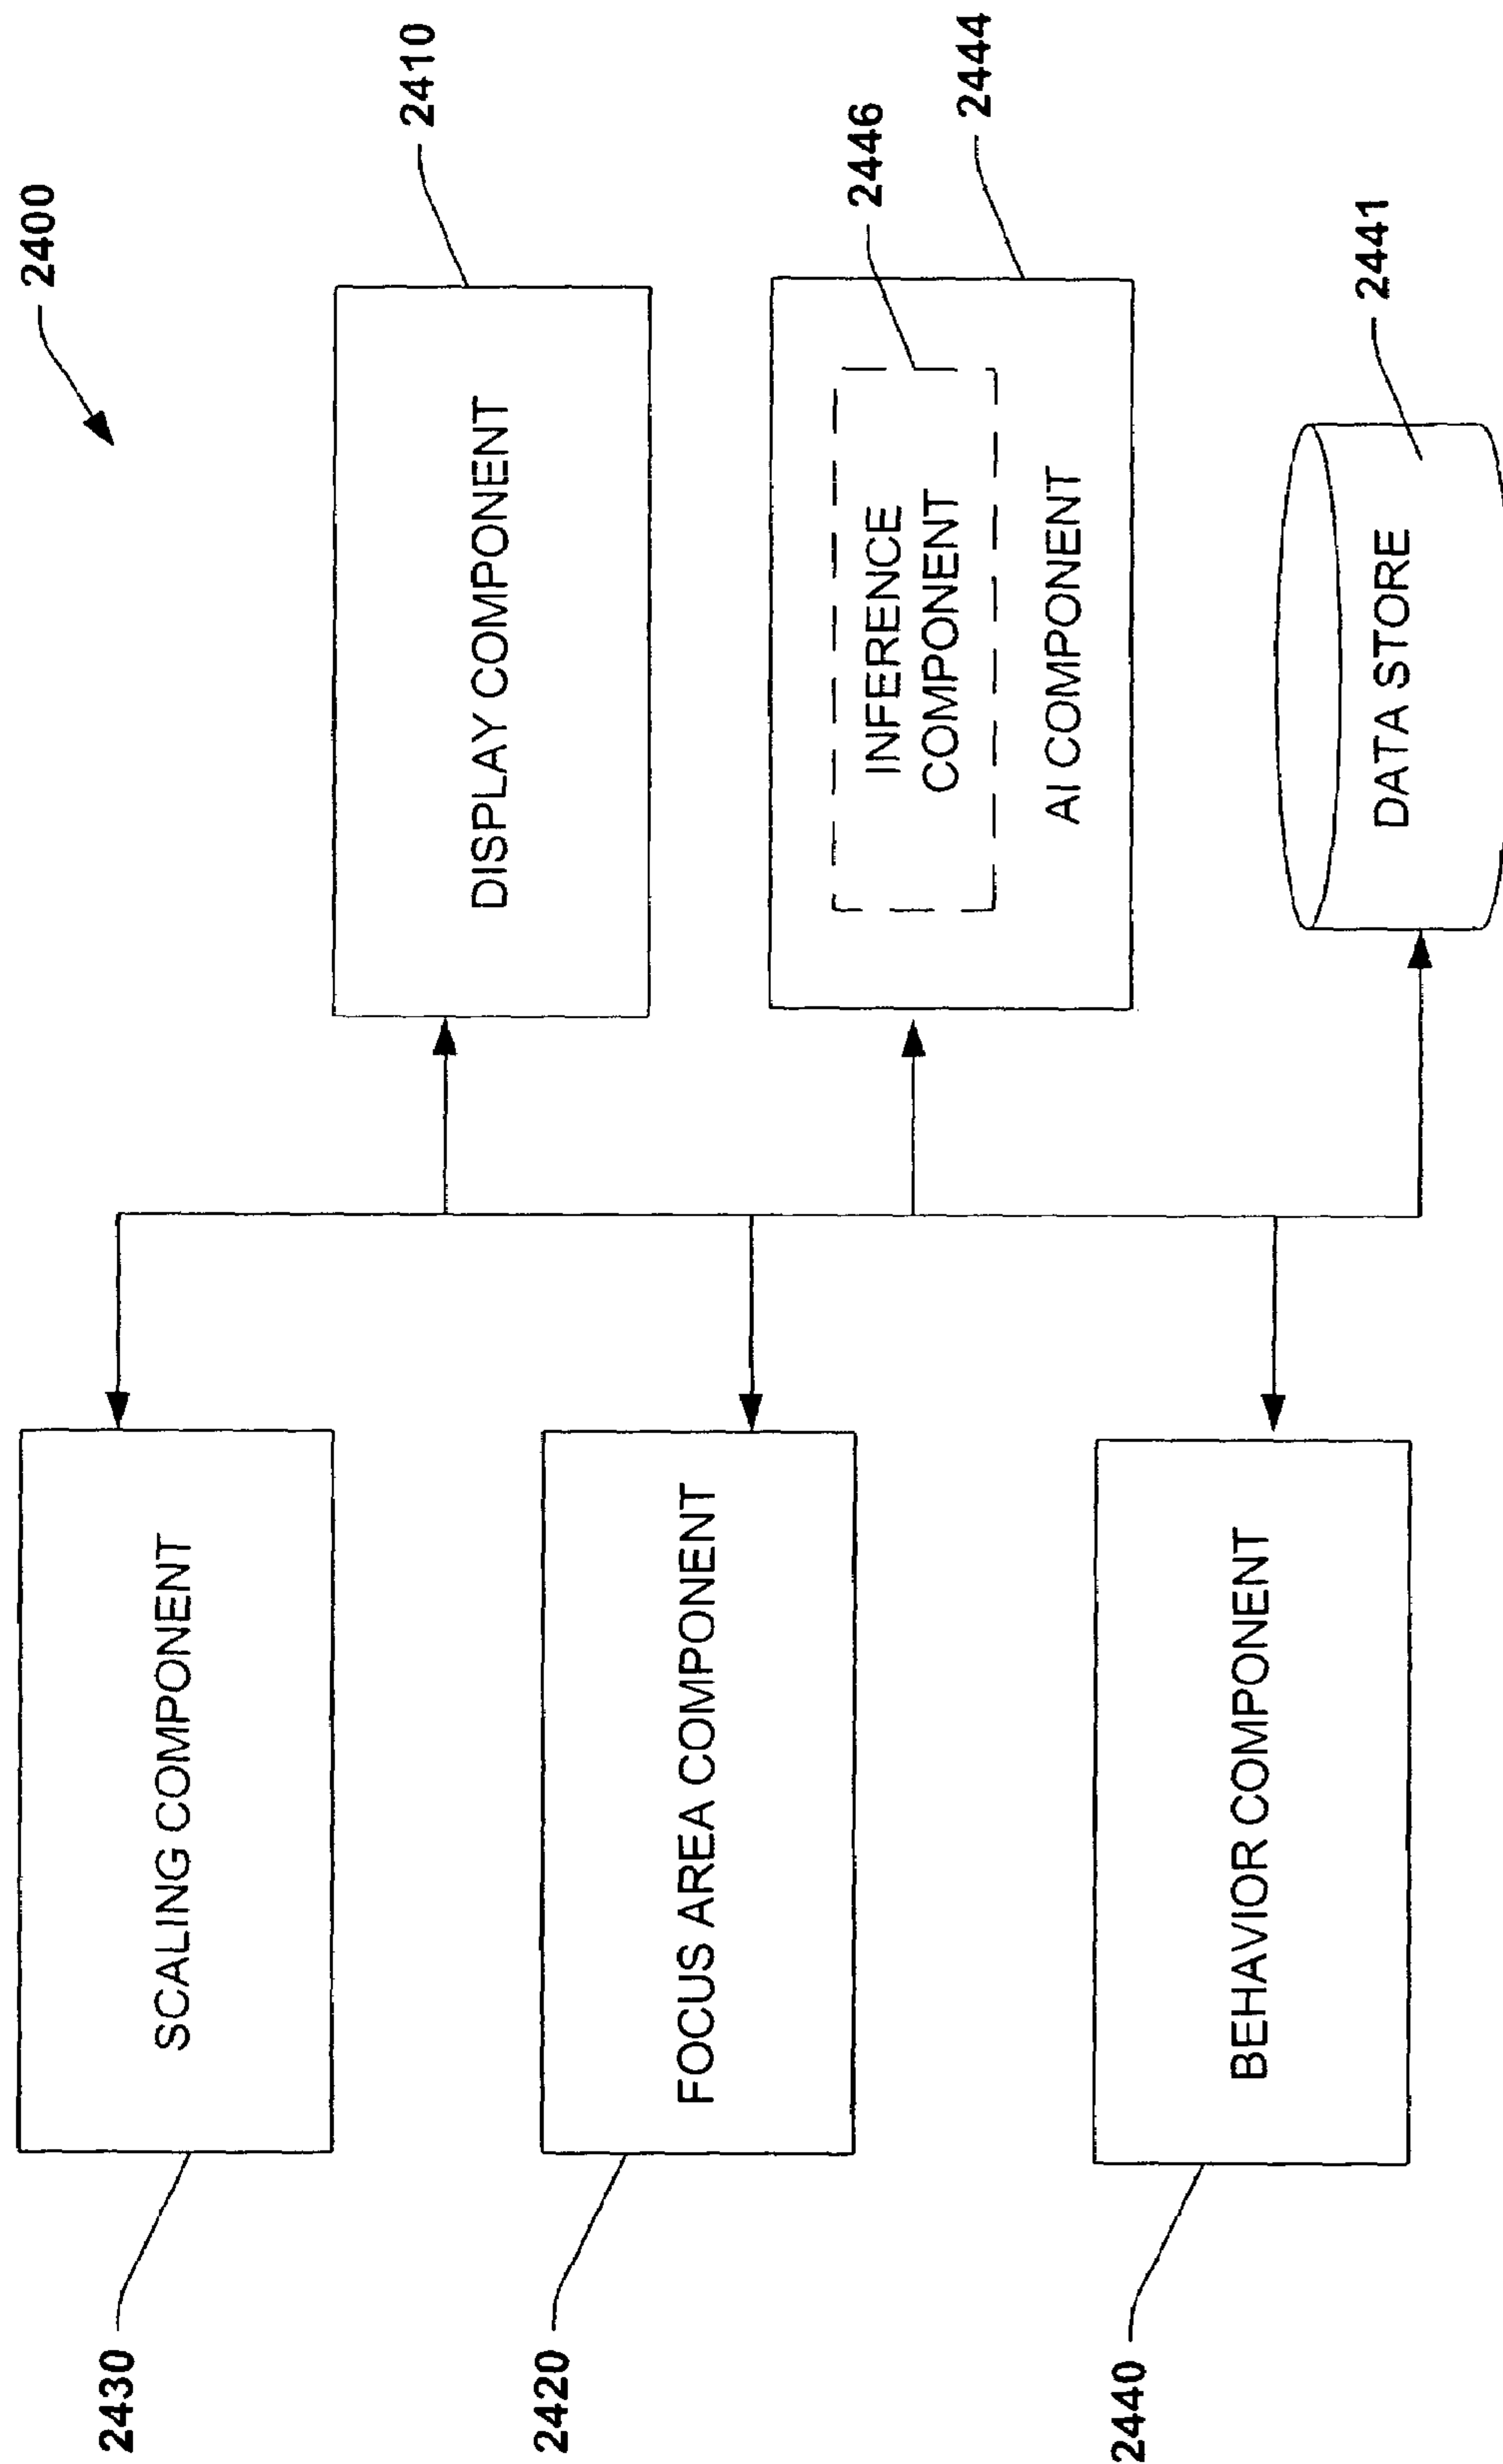 2400
2430
SCALING COMPONENT
DISPLAY COMPONENT
2410
2420
FOCUS AREA COMPONENT
INFERENCE
COMPONENT
AI COMPONENT
2446
2444
2440
BEHAVIOR COMPONENT
DATA STORE
2441